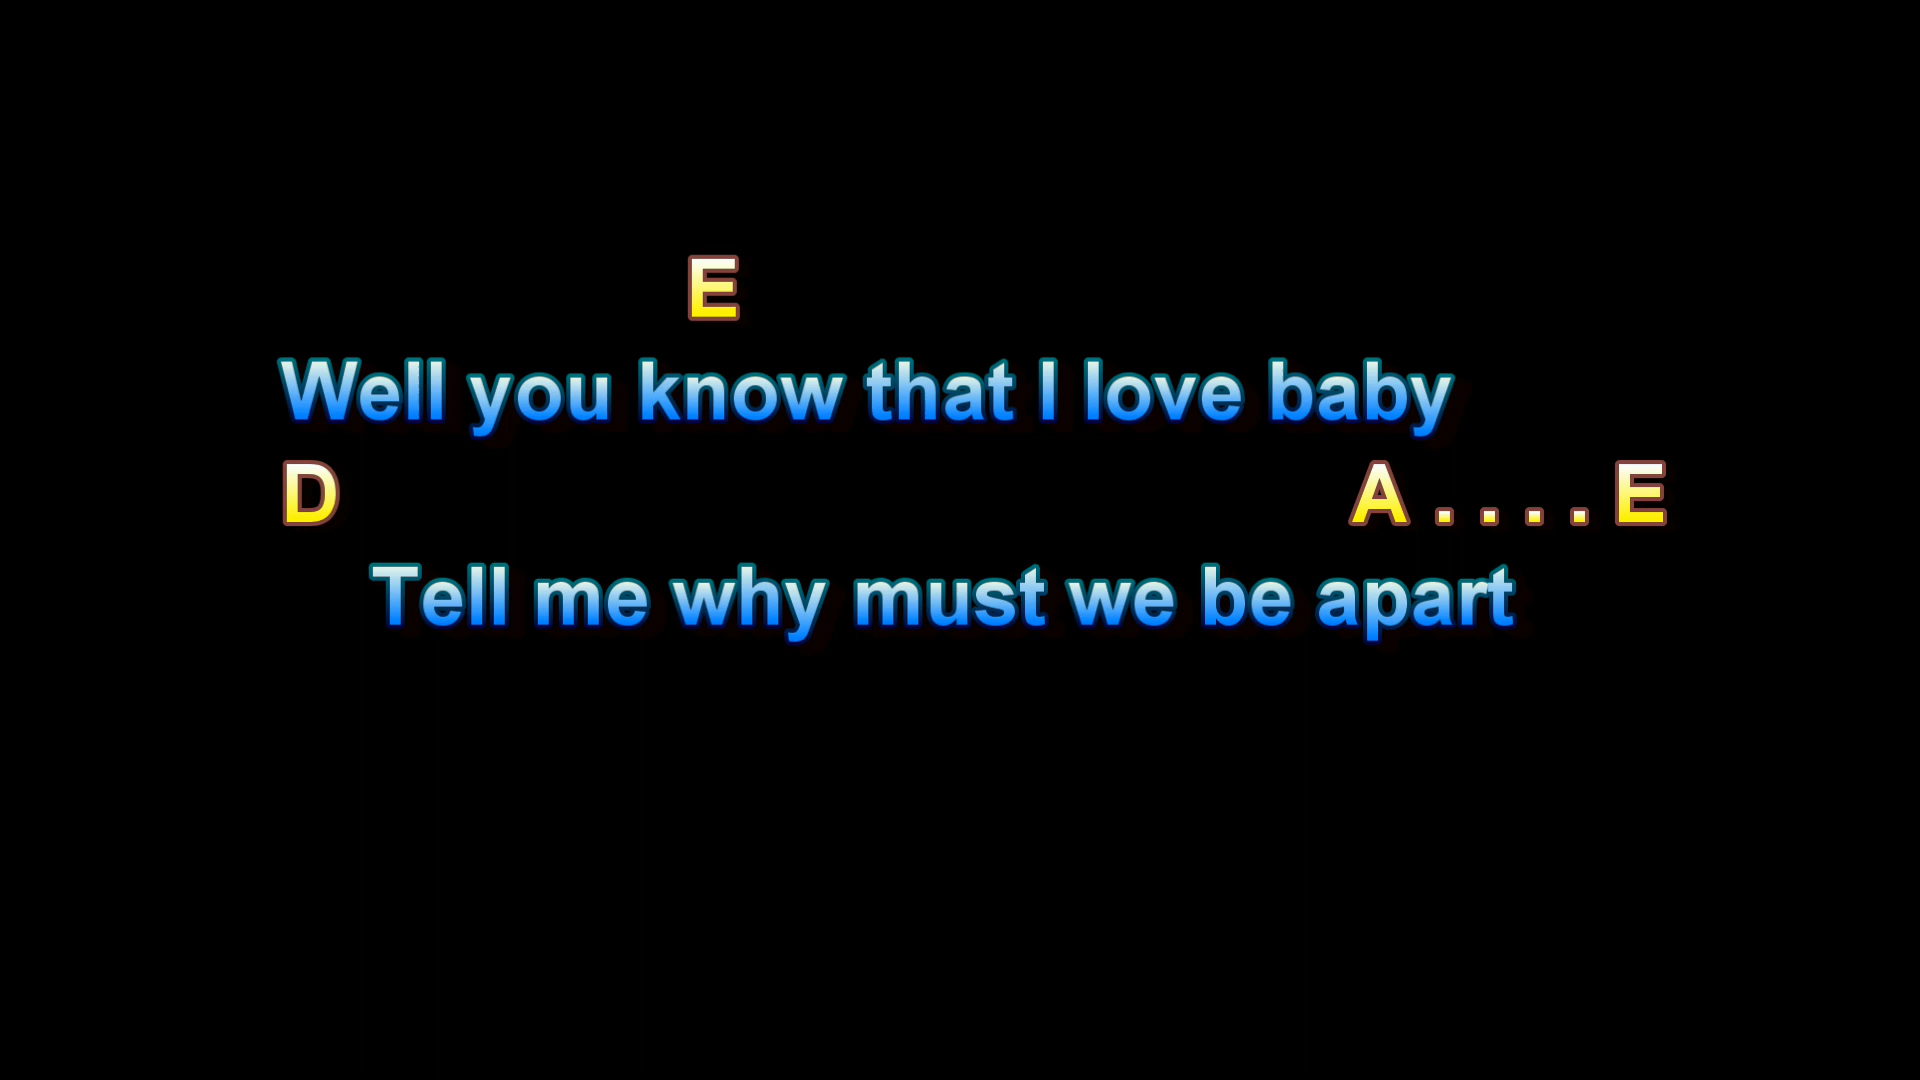 E
Well you know that I love baby
D A . . . . E
Tell me why must we be apart